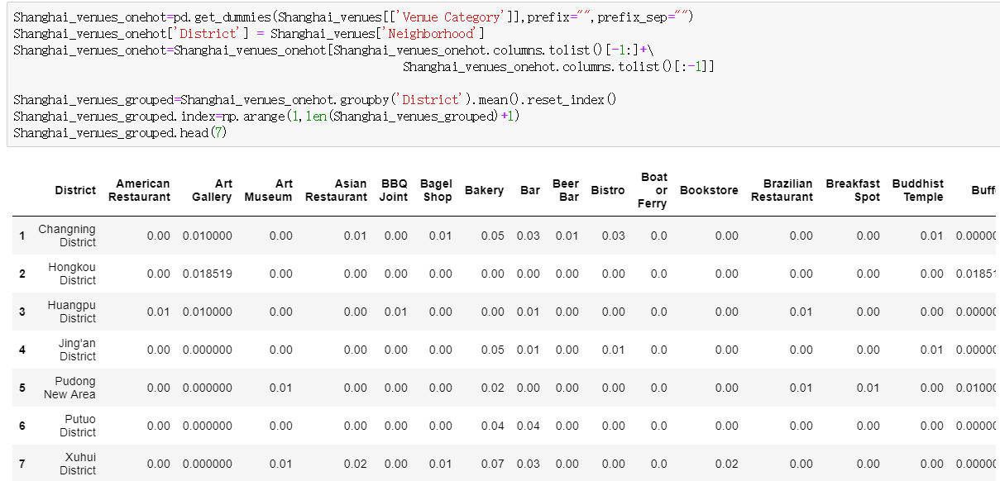 Shanghai_venues_onehot=pd.get_dummies(Shanghai_venues[['Venue Category']],prefix="",prefix_sep="")
Shanghai_venues_onehot['District'] = Shanghai_venues['Neighborhood']
Shanghai_venues_onehot=Shanghai_venues_onehot[Shanghai_venues_onehot.columns.tolist()[-1:]+\
Shanghai_venues_onehot.columns.tolist()[:-1]]
Shanghai_venues_grouped=Shanghai_venues_onehot.groupby('District').mean().reset_index()
Shanghai_venues_grouped.index=np.arange(1,len(Shanghai_venues_grouped)+1)
Shanghai_venues_grouped.head(7)
District American Restaurant Art Gallery Art Museum Asian Restaurant BBQ Joint Bagel Shop Bakery Bar Beer Bar Bistro Boat or Ferry Bookstore Brazilian Restaurant Breakfast Spot Buddhist Temple Buff
1 Changning District 0.00 0.010000 0.00 0.01 0.00 0.01 0.05 0.03 0.01 0.03 0.0 0.00 0.00 0.00 0.01 0.0000
2 Hongkou District 0.00 0.018519 0.00 0.00 0.00 0.00 0.00 0.00 0.00 0.00 0.0 0.00 0.00 0.00 0.00 0.01851
3 Huangpu District 0.01 0.010000 0.00 0.00 0.01 0.00 0.00 0.01 0.00 0.00 0.0 0.00 0.01 0.00 0.00 0.0000
4 Jing'an District 0.00 0.000000 0.00 0.00 0.00 0.00 0.05 0.01 0.00 0.01 0.0 0.00 0.00 0.00 0.01 0.0000
5 Pudong New Area 0.00 0.000000 0.01 0.00 0.00 0.00 0.02 0.00 0.00 0.00 0.0 0.00 0.01 0.01 0.00 0.0100
6 Putuo District 0.00 0.000000 0.00 0.00 0.00 0.00 0.04 0.04 0.00 0.00 0.0 0.00 0.00 0.00 0.00 0.0000
7 Xuhui District 0.00 0.000000 0.01 0.02 0.00 0.01 0.07 0.03 0.00 0.00 0.0 0.02 0.00 0.00 0.00 0.0000